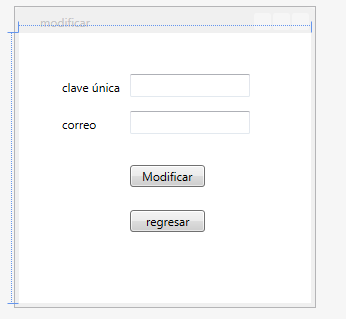 modificar
clave única
correo
Modificar
regresar